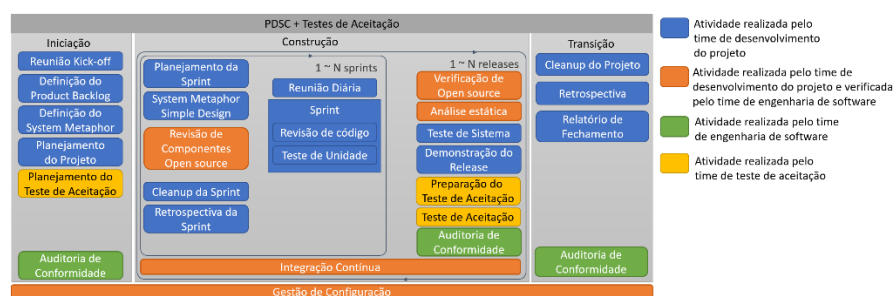 PDSC + Testes de Aceitação
Iniciação
Reunião Kick-off
Definição do
Product Backlog
Definição do
System Metaphor
Planejamento
do Projeto
Planejamento do
Teste de Aceitação
Auditoria de
Conformidade
Construção
1 ~ N sprints
Planejamento da
Sprint
System Metaphor
Simple Design
Revisão de
Componentes
Open source
Cleanup da Sprint
Retrospectiva da
Sprint
Reunião Diária
Sprint
Revisão de código
Teste de Unidade
1 ~ N releases
Verificação de
Open source
Análise estática
Teste de Sistema
Demonstração do
Release
Preparação do
Teste de Aceitação
Teste de Aceitação
Auditoria de
Conformidade
Integração Contínua
Transição
Cleanup do Projeto
Retrospectiva
Relatório de
Fechamento
Auditoria de
Conformidade
Gestão de Configuração
Atividade realizada pelo
time de desenvolvimento
do projeto
Atividade realizada pelo time de
desenvolvimento do projeto e verificada
pelo time de engenharia de software
Atividade realizada pelo time
de engenharia de software
Atividade realizada pelo
time de teste de aceitação